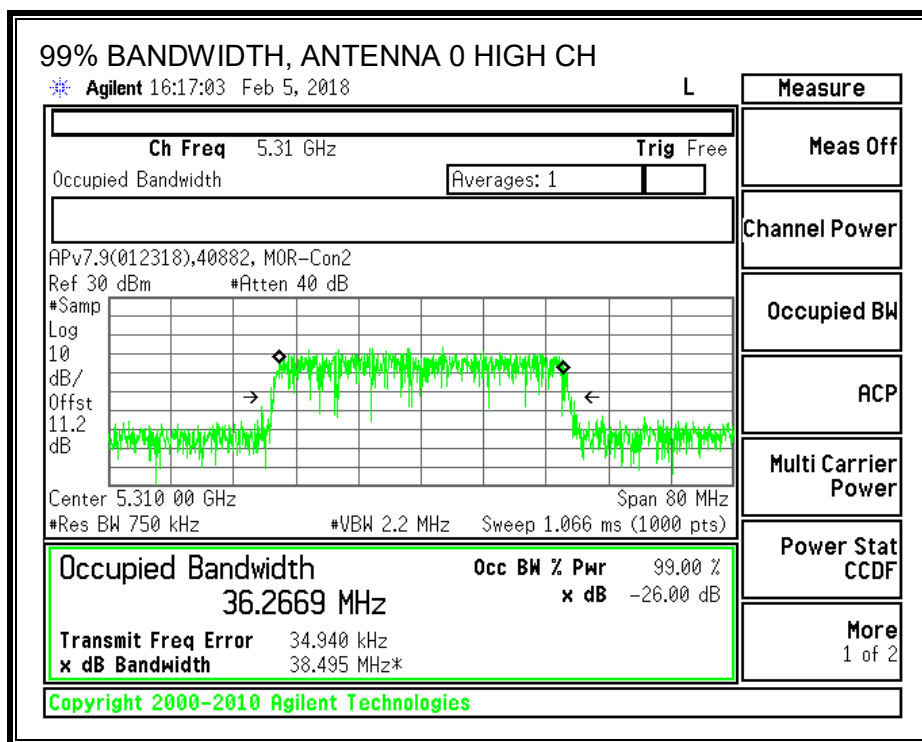 99% BANDWIDTH, ANTENNA 0 HIGH CH
Agilent 16:17:03 Feb 5, 2018 L
Measure
Ch Freq 5.31 GHz Trig Free
Occupied Bandwidth Averages: 1
Meas Off
Channel Power
APv7.9(012318),40882, MOR-Con2
Ref 30 dBm #Atten 40 dB
#Samp
Log
10
dB/
Offst
11.2
dB
Occupied BW
ACP
Center 5.310 00 GHz Span 80 MHz
#Res BW 750 kHz #VBW 2.2 MHz Sweep 1.066 ms (1000 pts)
Multi Carrier
Power
Occupied Bandwidth Occ BW % Pwr 99.00 %
36.2669 MHz x dB -26.00 dB
Transmit Freq Error 34.940 kHz
x dB Bandwidth 38.495 MHz*
Power Stat
CCDF
More
1 of 2
Copyright 2000-2010 Agilent Technologies